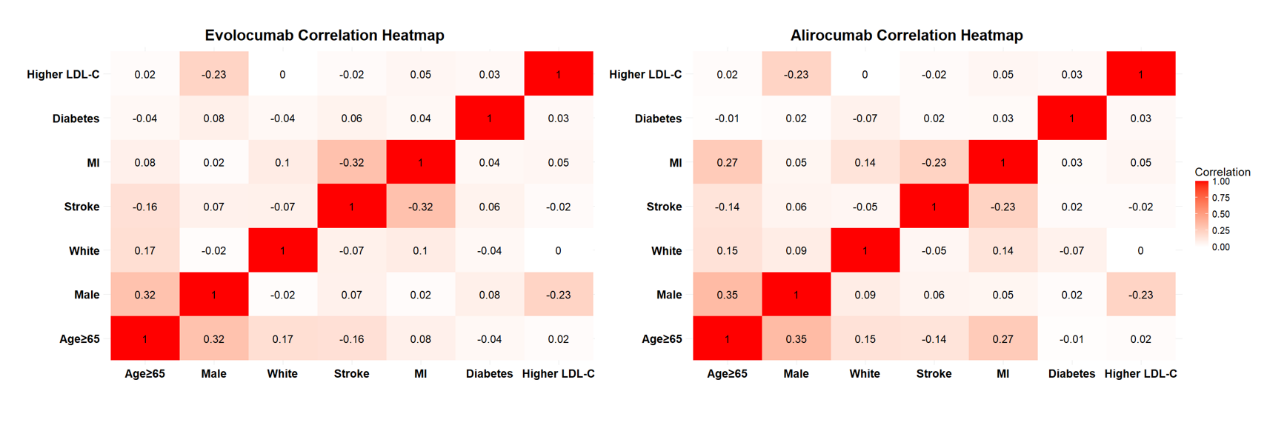 Evolocumab Correlation Heatmap
Higher LDL-C 0.02 -0.23 0 -0.02 0.05 0.03 1
Diabetes -0.04 0.08 -0.04 0.06 0.04 1 0.03
MI 0.08 0.02 0.1 -0.32 1 0.04 0.05
Stroke -0.16 0.07 -0.07 1 -0.32 0.06 -0.02
White 0.17 -0.02 1 -0.07 0.1 -0.04 0
Male 0.32 1 -0.02 0.07 0.02 0.08 -0.23
Age≥65 1 0.32 0.17 -0.16 0.08 -0.04 0.02
Age≥65 Male White Stroke MI Diabetes Higher LDL-C
Alirocumab Correlation Heatmap
Higher LDL-C 0.02 -0.23 0 -0.02 0.05 0.03 1
Diabetes -0.01 0.02 -0.07 0.02 0.03 1 0.03
MI 0.27 0.05 0.14 -0.23 1 0.03 0.05
Stroke -0.14 0.06 -0.05 1 -0.23 0.02 -0.02
White 0.15 0.09 1 -0.05 0.14 -0.07 0
Male 0.35 1 0.09 0.06 0.05 0.02 -0.23
Age≥65 1 0.35 0.15 -0.14 0.27 -0.01 0.02
Age≥65 Male White Stroke MI Diabetes Higher LDL-C
Correlation
1.00
0.75
0.50
0.25
0.00